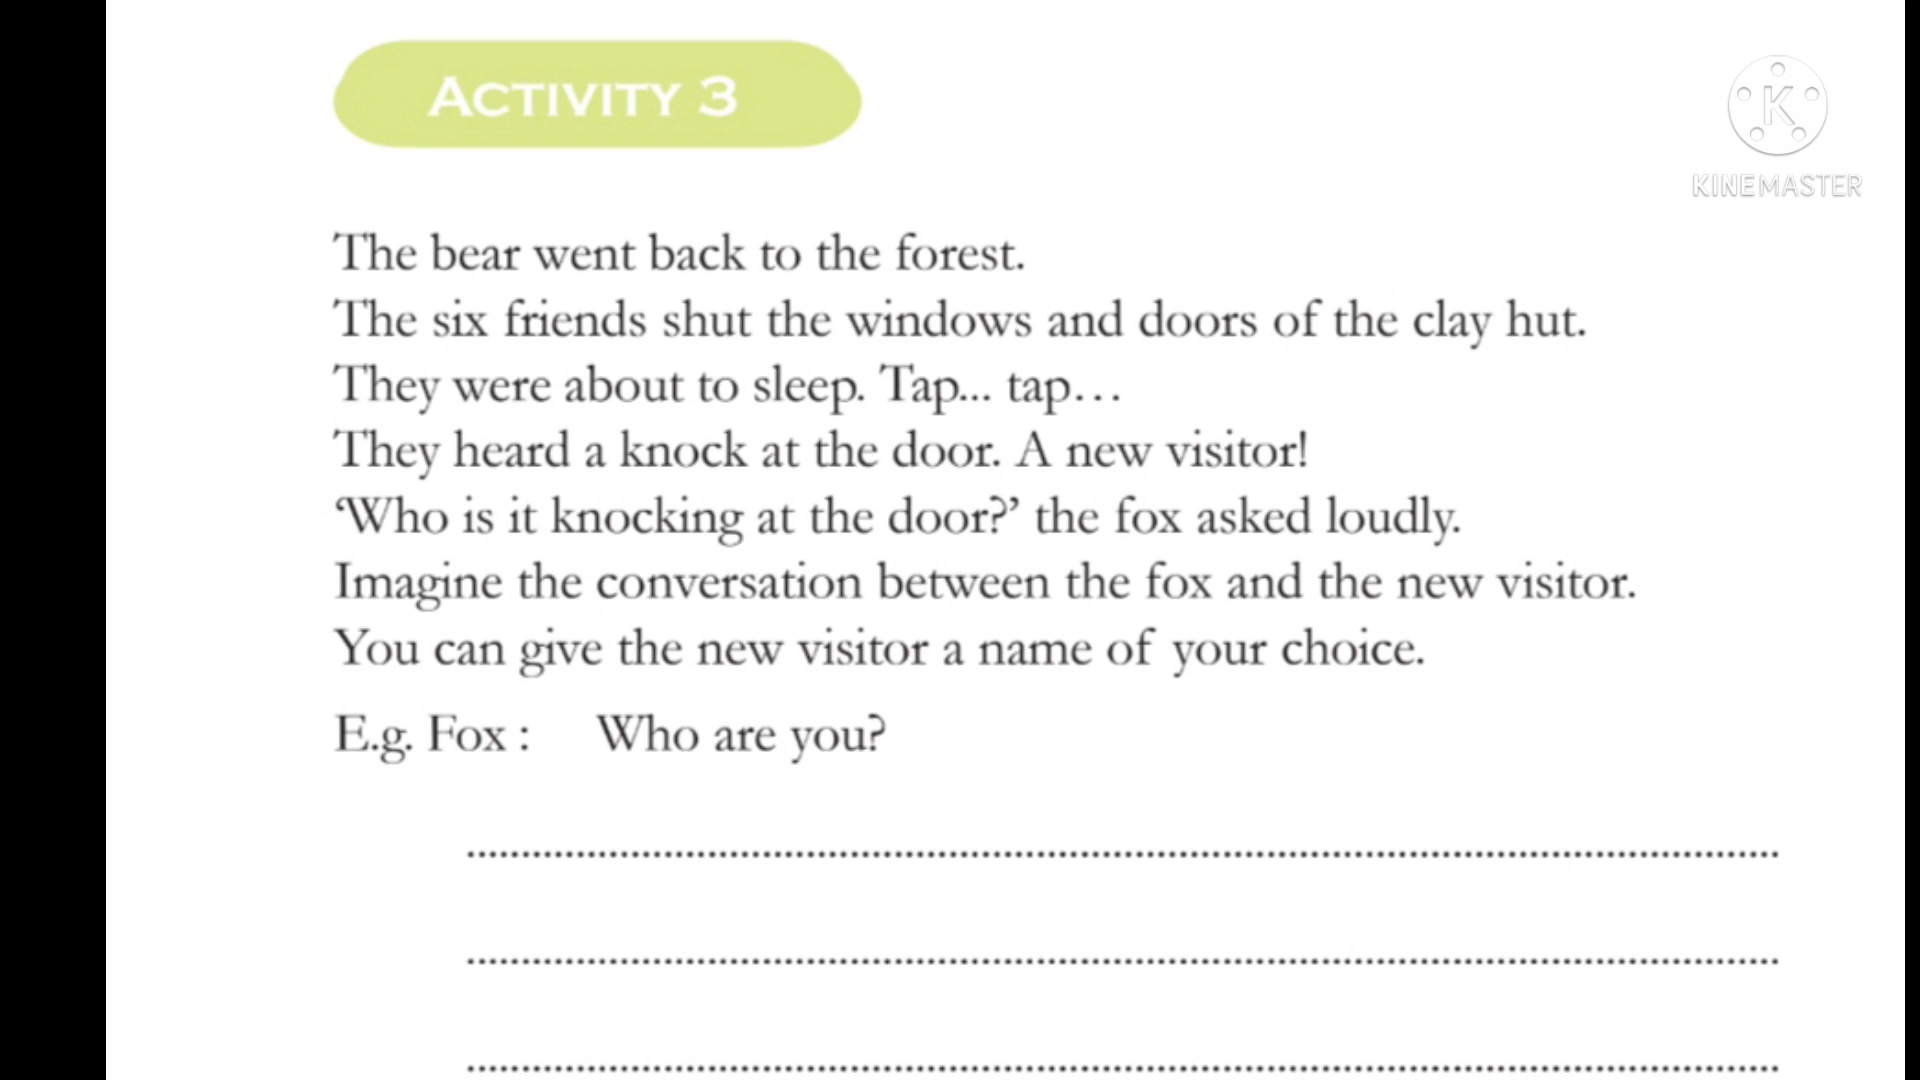 ACTIVITY 3
K
KINEMASTER
The bear went back to the forest.
The six friends shut the windows and doors of the clay hut.
They were about to sleep. Tap... tap…
They heard a knock at the door. A new visitor!
‘Who is it knocking at the door?’ the fox asked loudly.
Imagine the conversation between the fox and the new visitor.
You can give the new visitor a name of your choice.
E.g. Fox : Who are you?